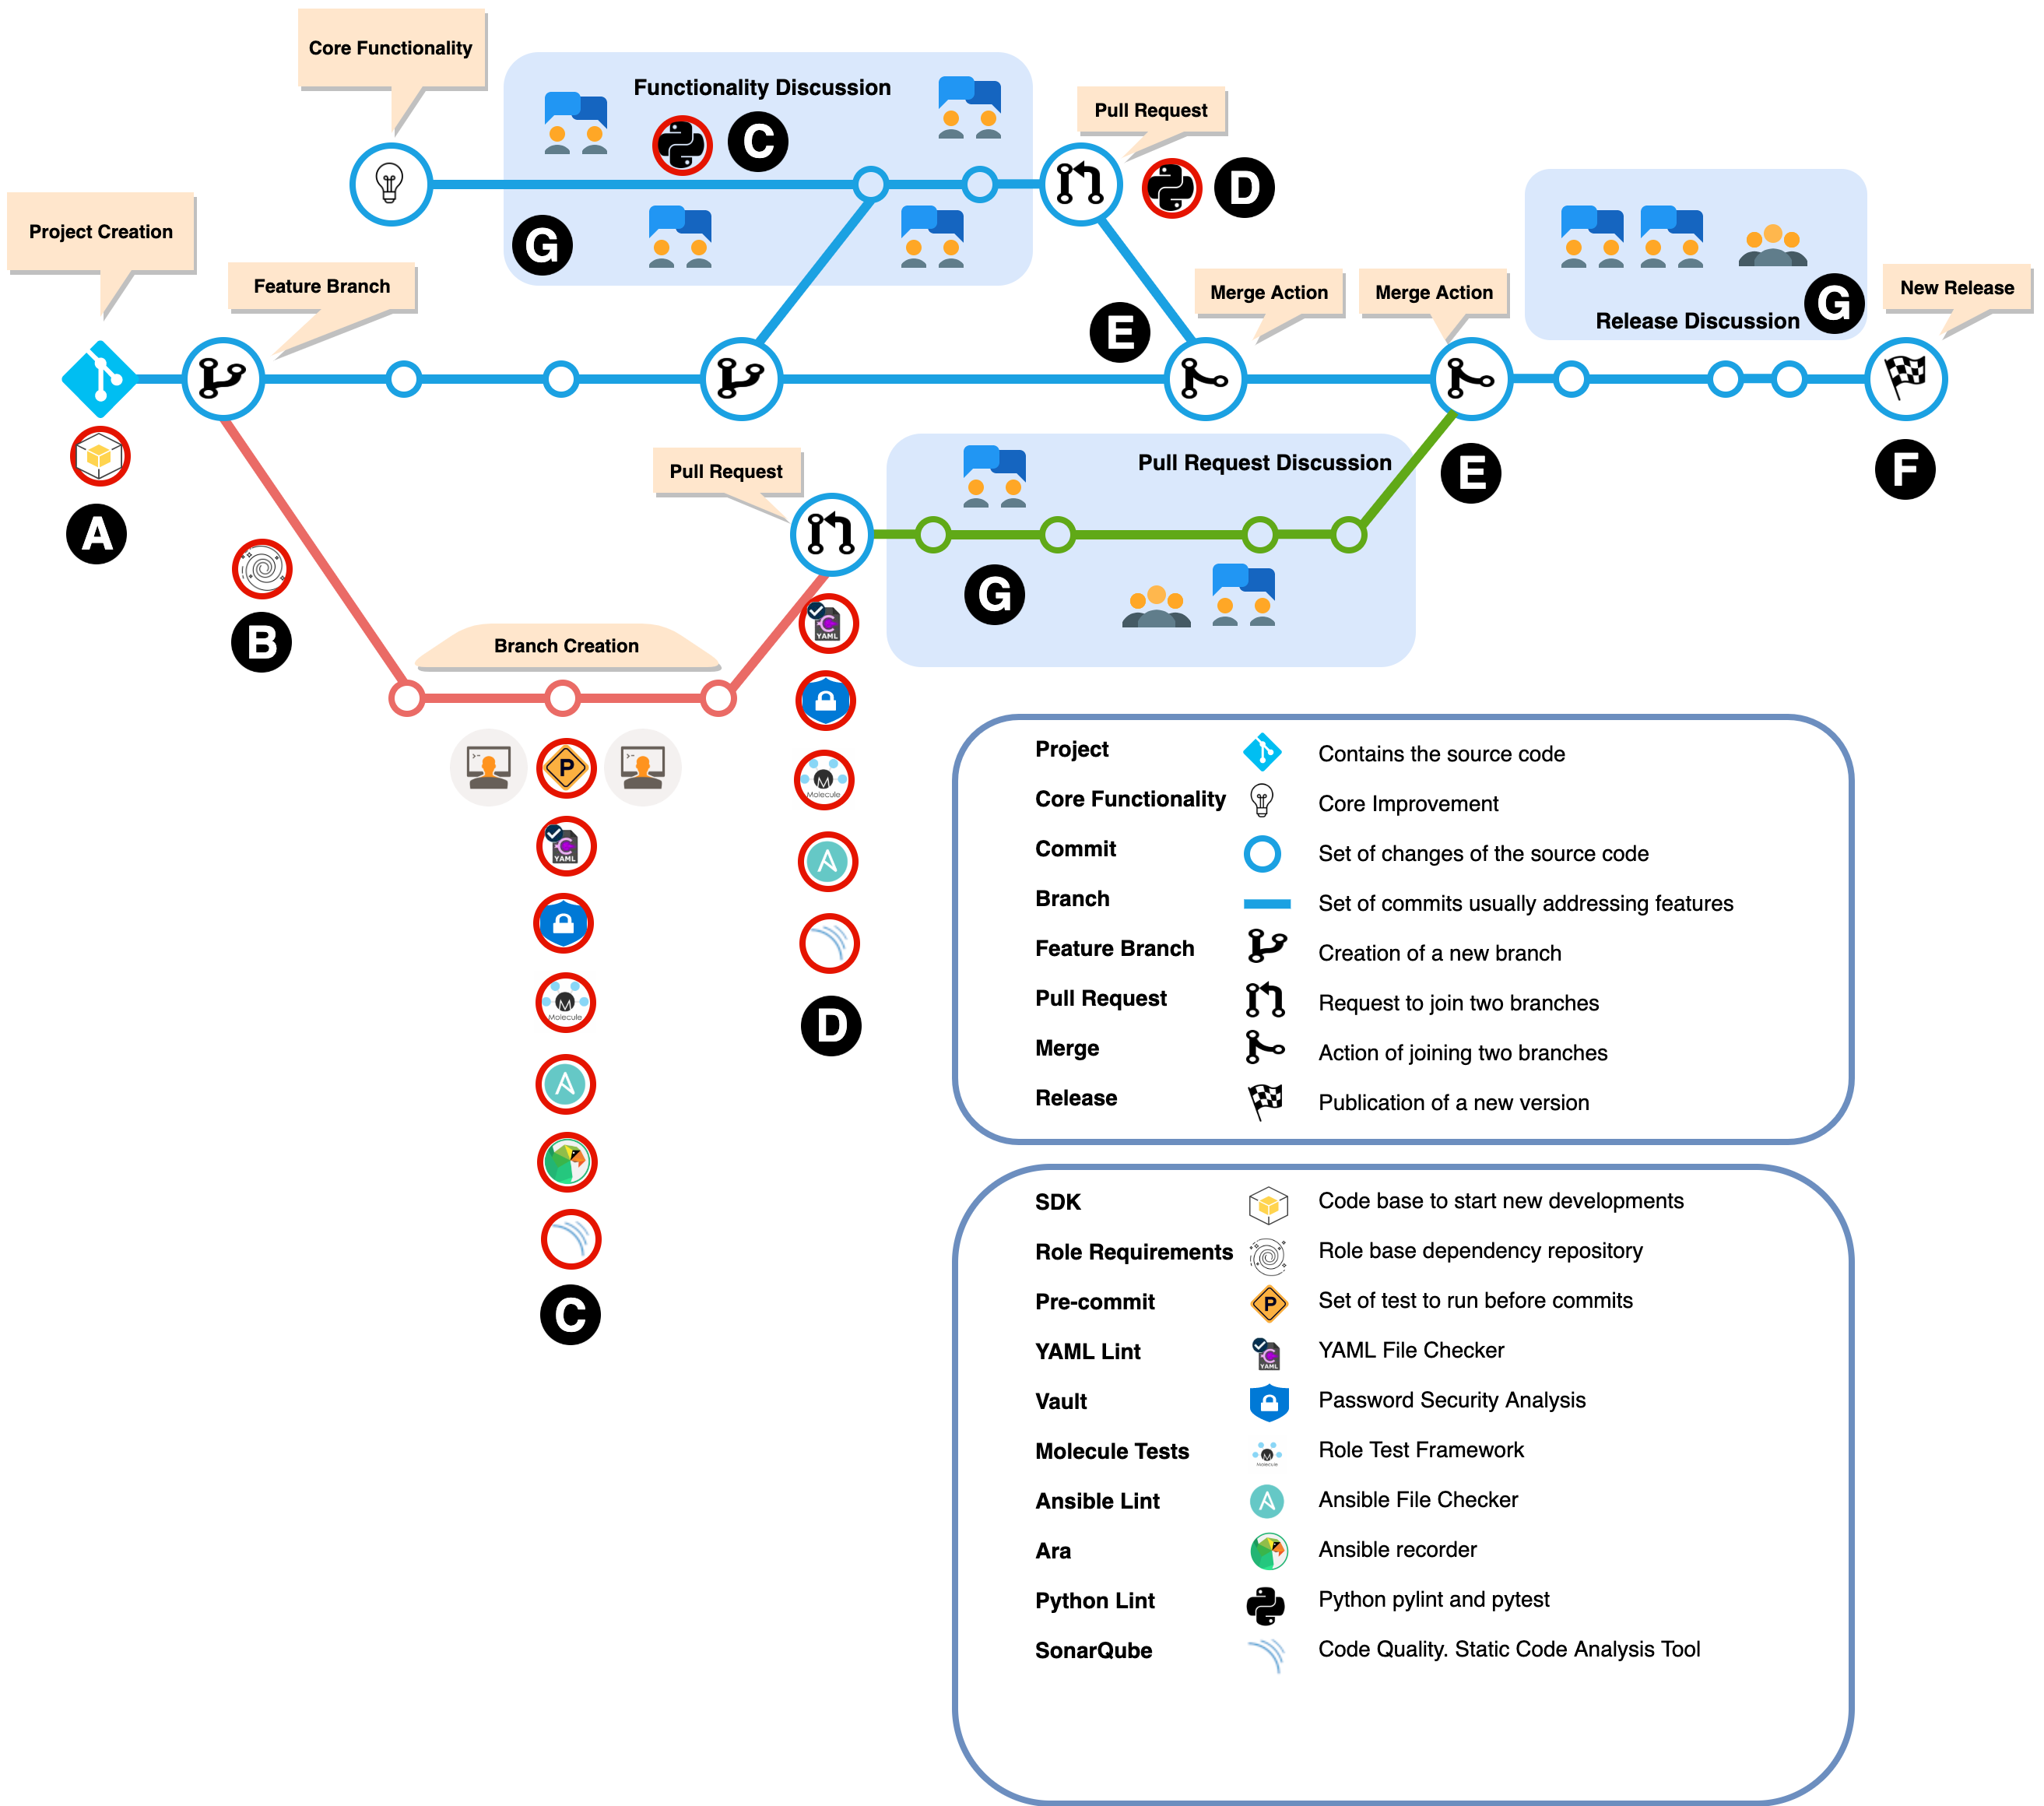 Core Functionality
Functionality Discussion
C
Pull Request
D
G
Project Creation
Feature Branch
E
Merge Action
Merge Action
G
Release Discussion
New Release
A
B
Pull Request
Pull Request Discussion
G
E
F
Branch Creation
P
YAML
Molecule
C
YAML
Molecule
D
Project Contains the source code
Core Functionality Core Improvement
Commit Set of changes of the source code
Branch Set of commits usually addressing features
Feature Branch Creation of a new branch
Pull Request Request to join two branches
Merge Action of joining two branches
Release Publication of a new version
SDK Code base to start new developments
Role Requirements Role base dependency repository
Pre-commit P Set of test to run before commits
YAML Lint YAML YAML File Checker
Vault Password Security Analysis
Molecule Tests M Molecule Role Test Framework
Ansible Lint A Ansible File Checker
Ara Ansible recorder
Python Lint Python pylint and pytest
SonarQube Code Quality. Static Code Analysis Tool